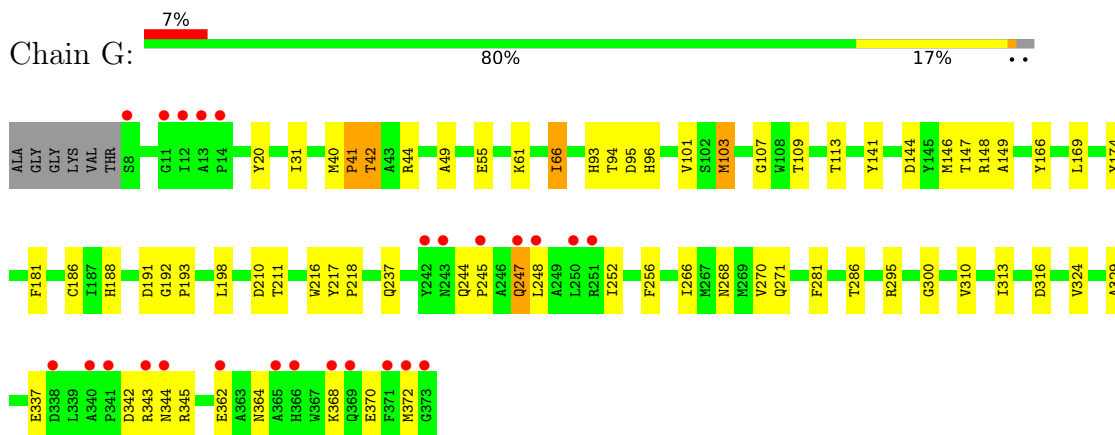 7%
Chain G:
80% 17% ••
ALA GLY GLY LYS VAL THR S8 G11 I12 A13 P14 Y20 I31 M40 P41 T42 A43 R44 A49 E55 K61 I66 H93 T94 D95 H96 V101 S102 M103 G107 W108 T109 T113 Y141 D144 Y145 M146 T147 R148 A149 Y166 L169 Y174
F181 C186 I187 H188 D191 G192 P193 L198 D210 T211 W216 Y217 P218 Q237 Y242 N243 Q244 P245 A246 Q247 L248 A249 L250 R251 I252 F256 I266 M267 N268 M269 V270 Q271 F281 T286 R295 G300 V310 I313 D316 V324 A329
E337 D338 L339 A340 P341 D342 R343 N344 R345 E362 A363 N364 A365 H366 W367 K368 Q369 E370 F371 M372 G373